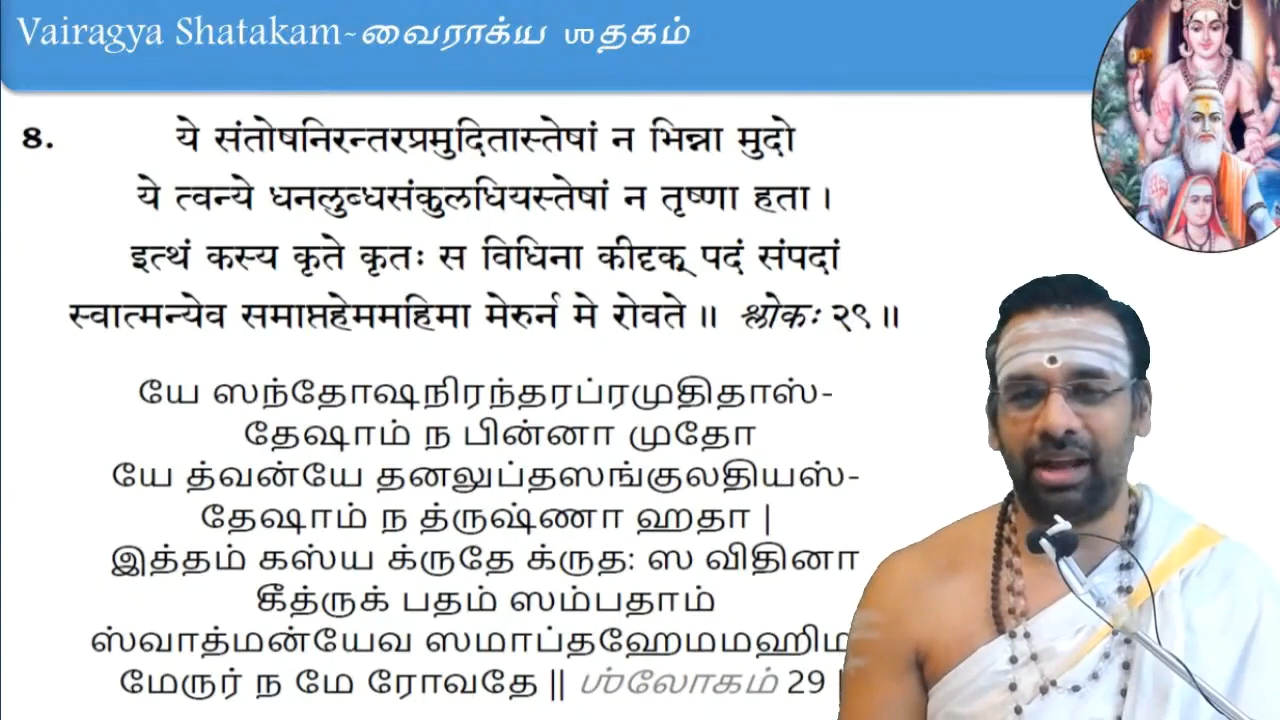 Vairagya Shatakam-வைராக்ய ஶதகம்
8. ये संतोषनिरन्तरप्रमुदितास्तेषां न भिन्ना मुदो
ये त्वन्ये धनलुब्धसंकुलधियस्तेषां न तृष्णा हता ।
इत्थं कस्य कृते कृतः स विधिना कीदृक् पदं संपदां
स्वात्मन्येव समाप्तहेममहिमा मेरुर्न मे रोवते ॥ श्लोकः २९ ॥
யே ஸந்தோஷநிரந்தரப்ரமுதிதாஸ்-
தேஷாம் ந பின்னா முதோ
யே த்வன்யே தனலுப்தஸங்குலதியஸ்-
தேஷாம் ந த்ருஷ்ணா ஹதா |
இத்தம் கஸ்ய க்ருதே க்ருத: ஸ விதினா
கீத்ருக் பதம் ஸம்பதாம்
ஸ்வாத்மன்யேவ ஸமாப்தஹேமமஹிம
மேருர் ந மே ரோவதே || ஶ்லோகம் 29 |